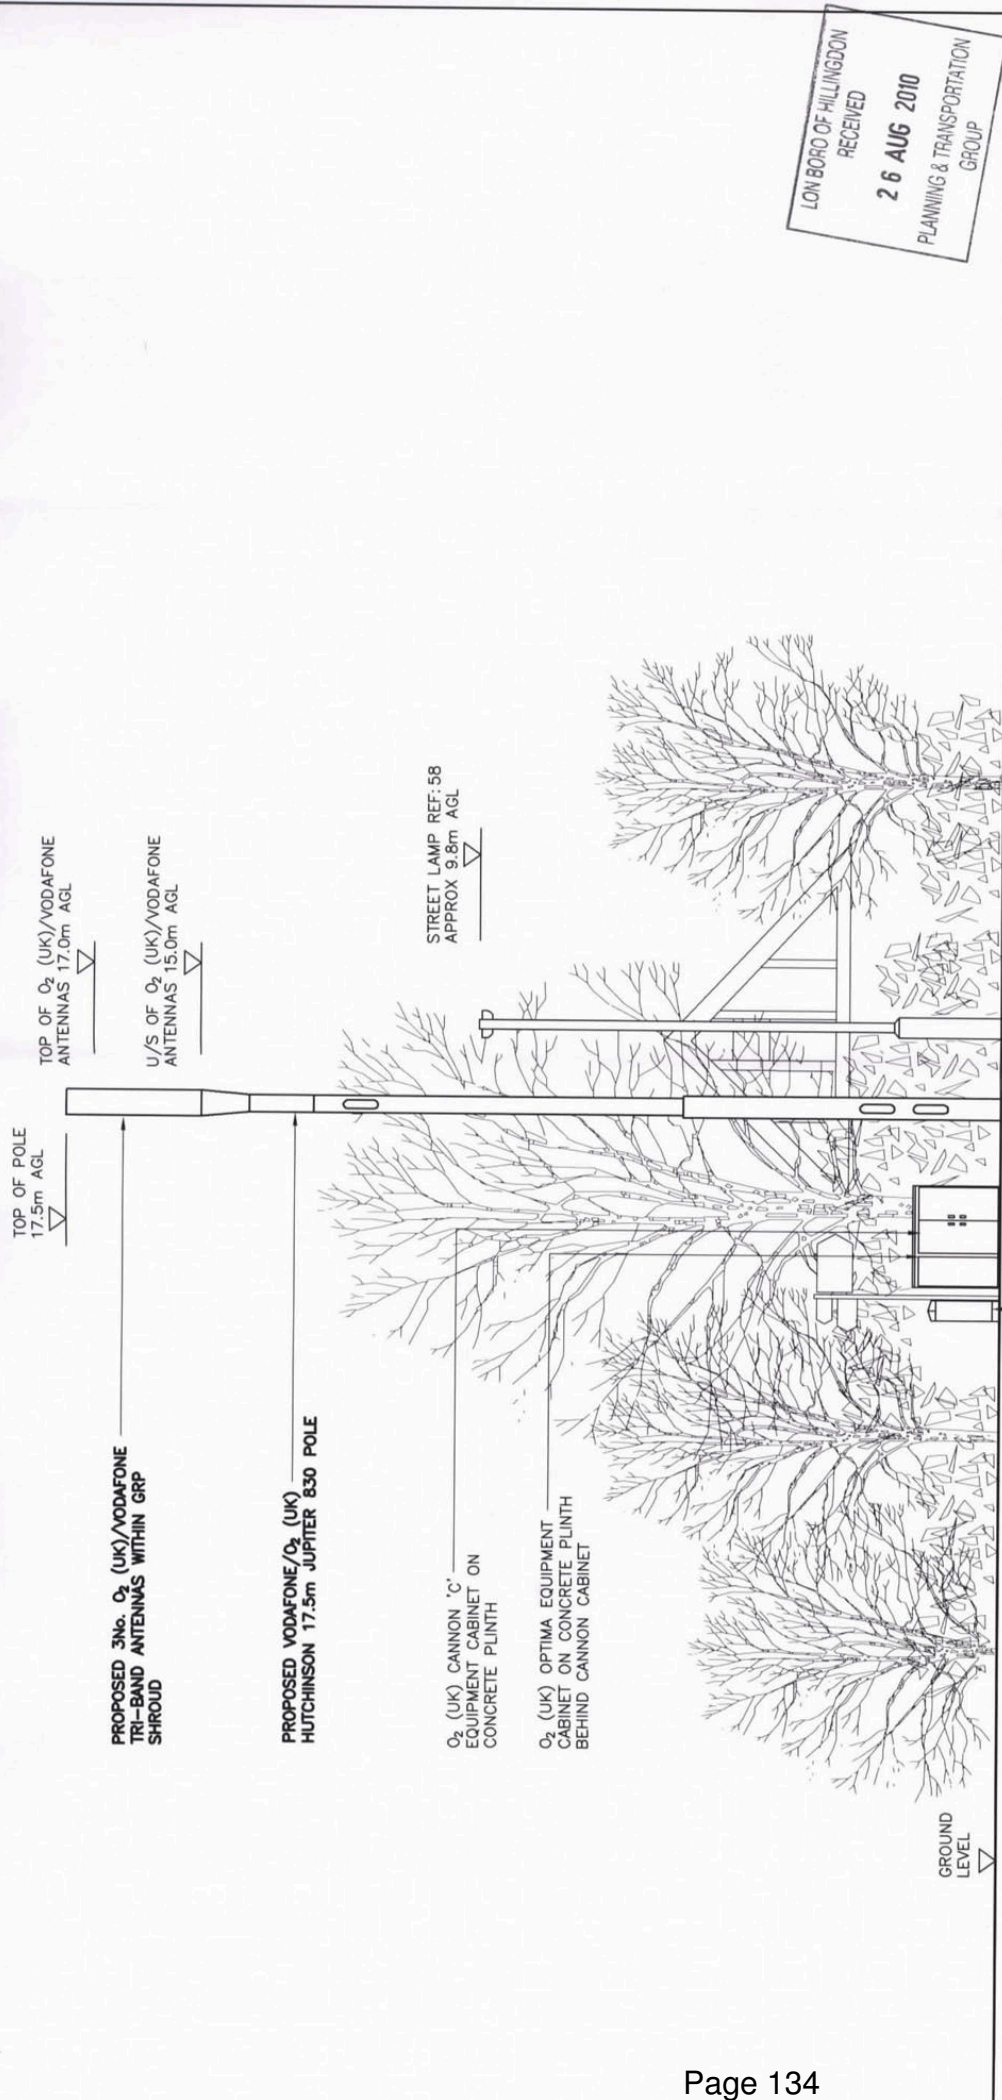 TOP OF POLE
17.5m AGL
TOP OF O₂ (UK)/VODAFONE
ANTENNAS 17.0m AGL
U/S OF O₂ (UK)/VODAFONE
ANTENNAS 15.0m AGL
STREET LAMP REF: 58
APPROX 9.8m AGL
PROPOSED 3No. O₂ (UK)/VODAFONE
TRI-BAND ANTENNAS WITHIN GRP
SHROUD
PROPOSED VODAFONE/O₂ (UK)
HUTCHINSON 17.5m JUPITER 830 POLE
O₂ (UK) CANNON 'C'
EQUIPMENT CABINET ON
CONCRETE PLINTH
O₂ (UK) OPTIMA EQUIPMENT
CABINET ON CONCRETE PLINTH
BEHIND CANNON CABINET
GROUND
LEVEL
LON BORO OF HILLINGDON
RECEIVED
26 AUG 2010
PLANNING & TRANSPORTATION
GROUP
Page 134